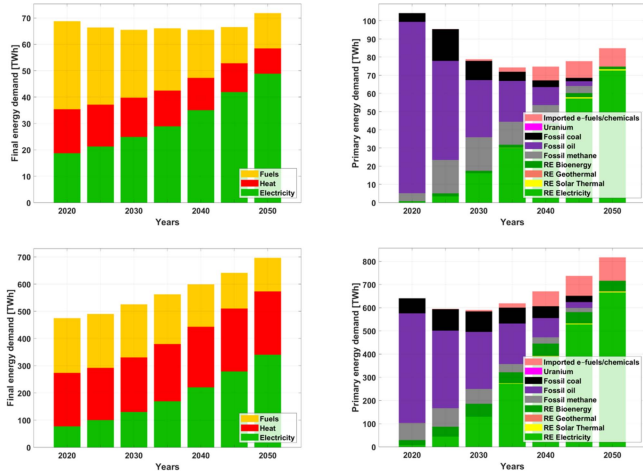 Final energy demand [TWh]
70
60
50
40
30
20
10
0
2020
2030
2040
2050
Years
Fuels
Heat
Electricity
Primary energy demand [TWh]
100
90
80
70
60
50
40
30
20
10
0
2020
2030
2040
2050
Years
Imported e-fuels/chemicals
Uranium
Fossil coal
Fossil oil
Fossil methane
RE Bioenergy
RE Geothermal
RE Solar Thermal
RE Electricity
Final energy demand [TWh]
700
600
500
400
300
200
100
0
2020
2030
2040
2050
Years
Fuels
Heat
Electricity
Primary energy demand [TWh]
800
700
600
500
400
300
200
100
0
2020
2030
2040
2050
Years
Imported e-fuels/chemicals
Uranium
Fossil coal
Fossil oil
Fossil methane
RE Bioenergy
RE Geothermal
RE Solar Thermal
RE Electricity